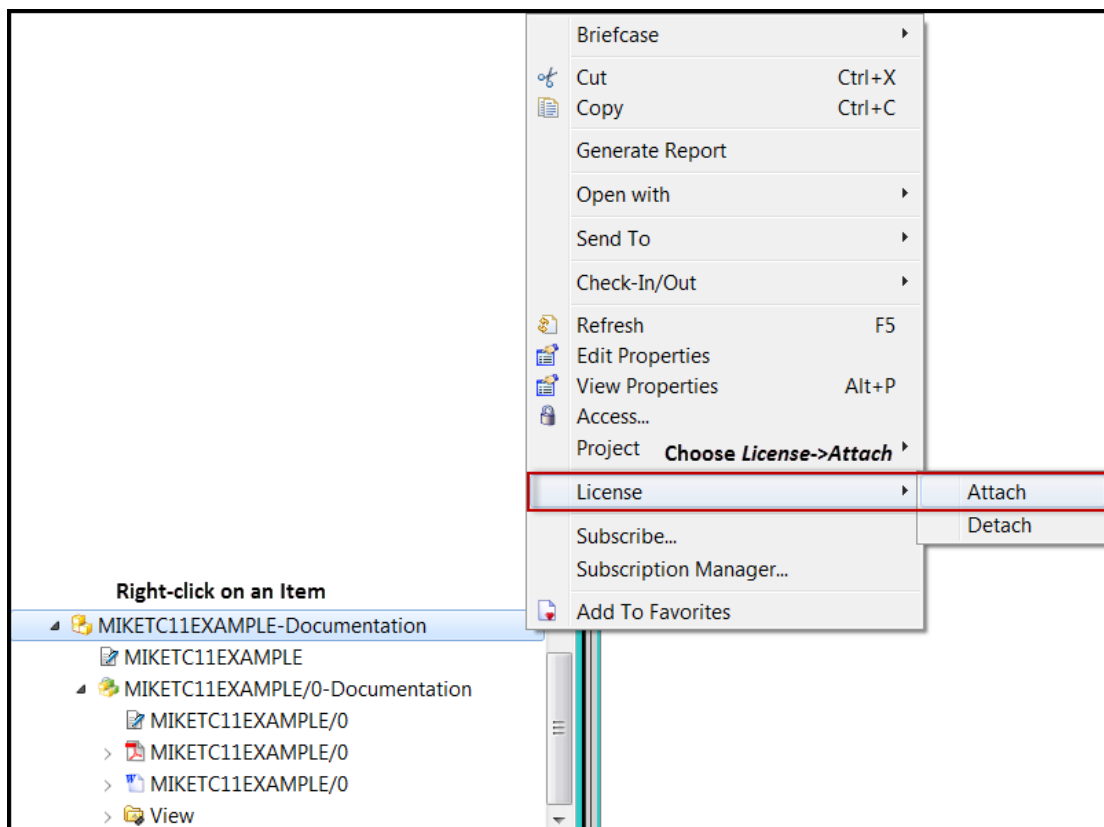 Briefcase
Cut Ctrl+X
Copy Ctrl+C
Generate Report
Open with
Send To
Check-In/Out
Refresh F5
Edit Properties
View Properties Alt+P
Access...
Project Choose License->Attach
License Attach
Detach
Subscribe...
Subscription Manager...
Add To Favorites
Right-click on an Item
MIKETC11EXAMPLE-Documentation
MIKETC11EXAMPLE
MIKETC11EXAMPLE/0-Documentation
MIKETC11EXAMPLE/0
MIKETC11EXAMPLE/0
MIKETC11EXAMPLE/0
View